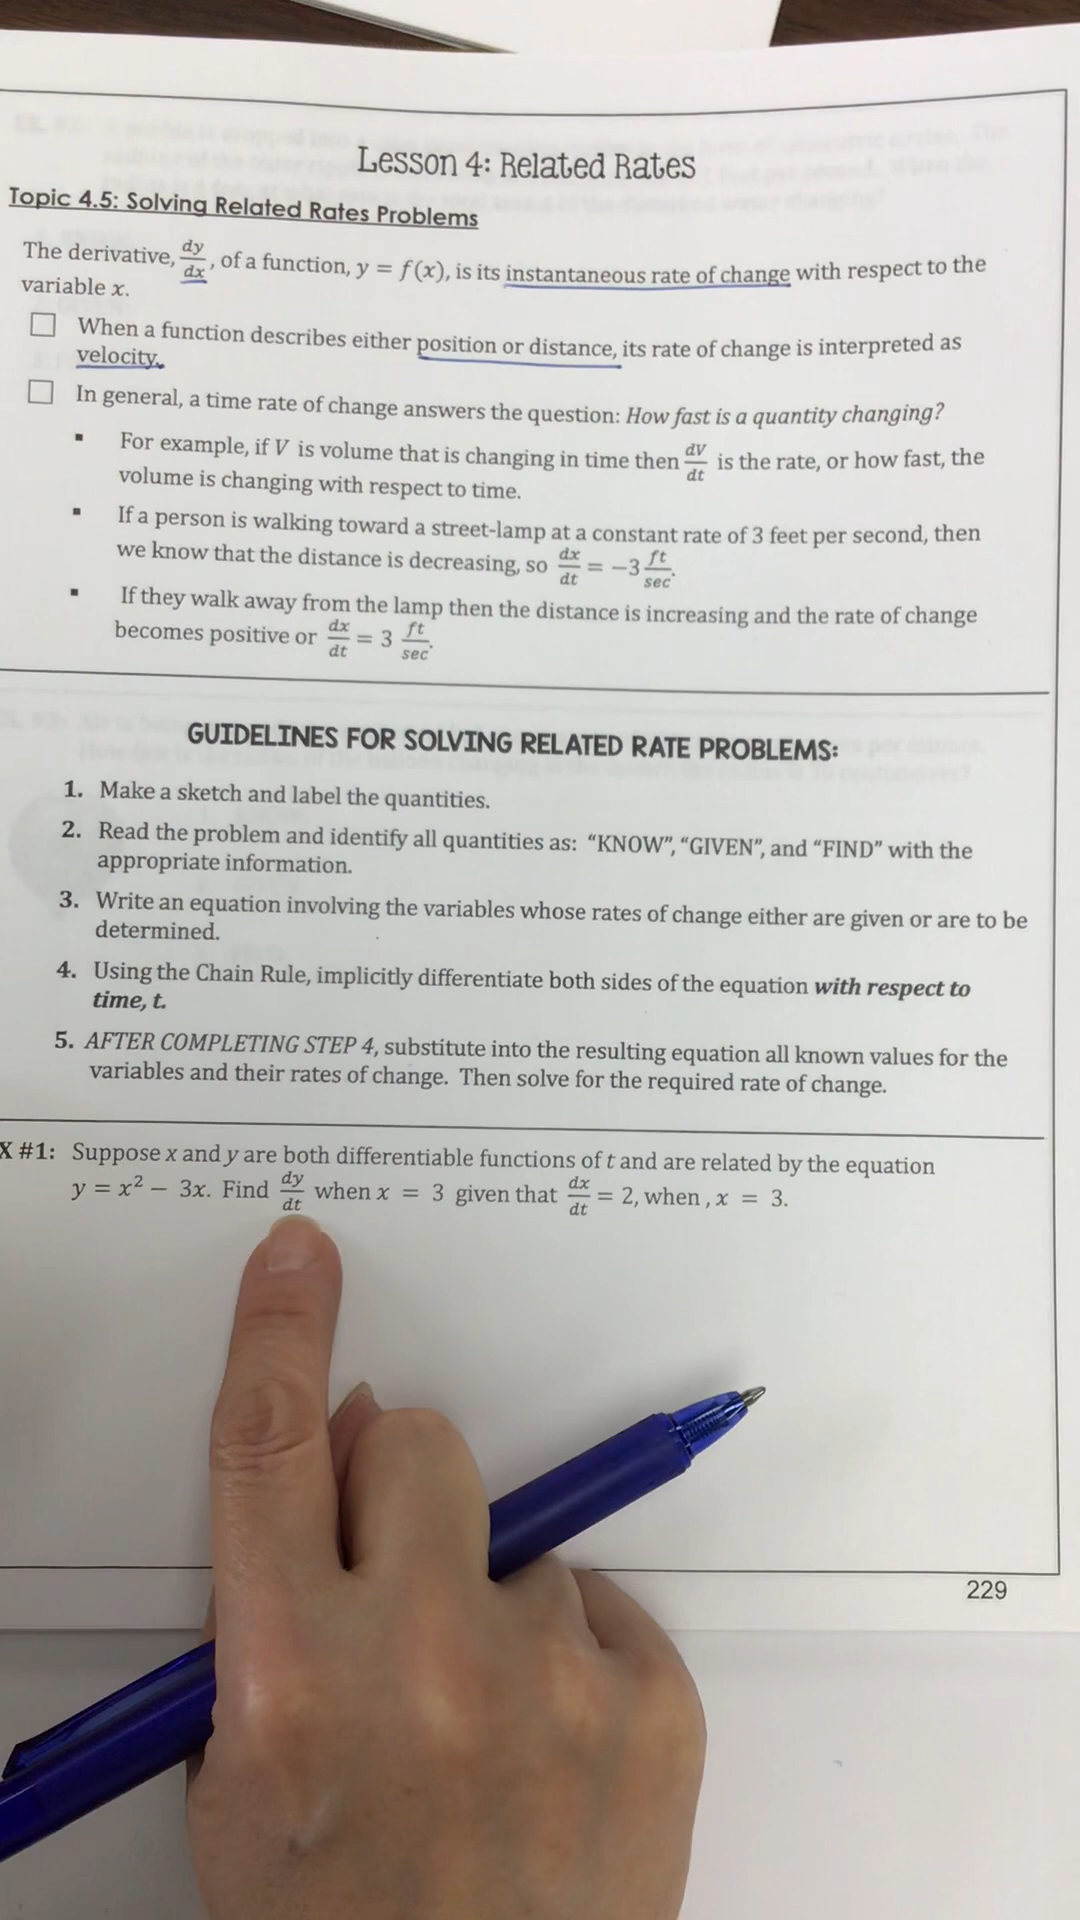 Lesson 4: Related Rates
Topic 4.5: Solving Related Rates Problems
The derivative, dy/dx, of a function, y = f(x), is its instantaneous rate of change with respect to the
variable x.
☐ When a function describes either position or distance, its rate of change is interpreted as
velocity.
☐ In general, a time rate of change answers the question: How fast is a quantity changing?
▪ For example, if V is volume that is changing in time then dV/dt is the rate, or how fast, the
volume is changing with respect to time.
▪ If a person is walking toward a street-lamp at a constant rate of 3 feet per second, then
we know that the distance is decreasing, so dx/dt = −3 ft/sec.
▪ If they walk away from the lamp then the distance is increasing and the rate of change
becomes positive or dx/dt = 3 ft/sec.
GUIDELINES FOR SOLVING RELATED RATE PROBLEMS:
1. Make a sketch and label the quantities.
2. Read the problem and identify all quantities as: “KNOW”, “GIVEN”, and “FIND” with the
appropriate information.
3. Write an equation involving the variables whose rates of change either are given or are to be
determined.
4. Using the Chain Rule, implicitly differentiate both sides of the equation with respect to
time, t.
5. AFTER COMPLETING STEP 4, substitute into the resulting equation all known values for the
variables and their rates of change. Then solve for the required rate of change.
X #1: Suppose x and y are both differentiable functions of t and are related by the equation
y = x² − 3x. Find dy/dt when x = 3 given that dx/dt = 2, when , x = 3.
229